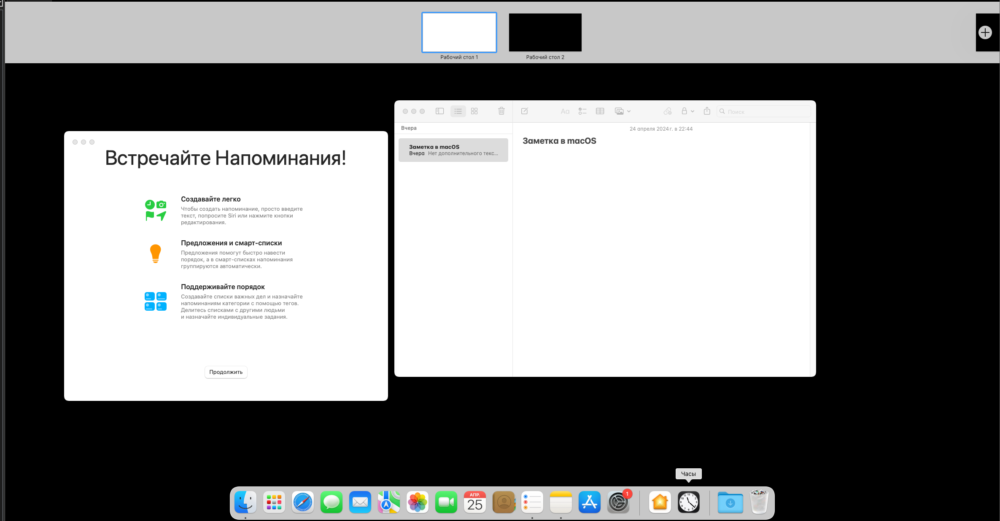 Рабочий стол 1
Рабочий стол 2
Встречайте Напоминания!
Создавайте легко
Чтобы создать напоминание, просто введите
текст, попросите Siri или нажмите кнопки
редактирования.
Предложения и смарт-списки
Предложения помогут быстро навести
порядок, а в смарт-списках напоминания
группируются автоматически.
Поддерживайте порядок
Создавайте списки важных дел и назначайте
напоминаниям категории с помощью тегов.
Делитесь списками с другими людьми
и назначайте индивидуальные задания.
Продолжить
Aa
Поиск
Вчера
Заметка в macOS
Вчера Нет дополнительного текс...
24 апреля 2024 г. в 22:44
Заметка в macOS
Часы
АПР.
25
1